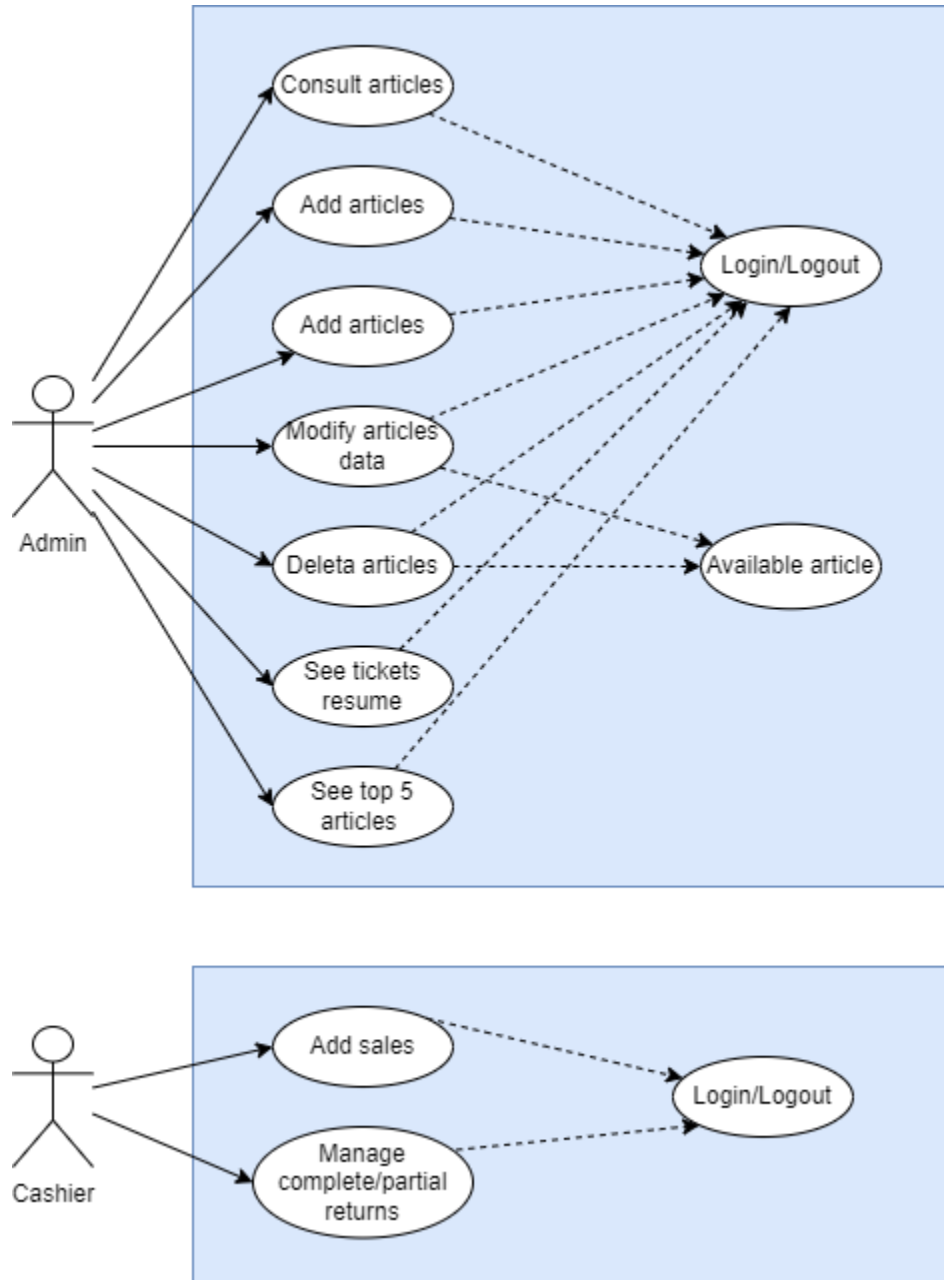 Consult articles
Add articles
Login/Logout
Add articles
Modify articles
data
Admin
Deleta articles
Available article
See tickets
resume
See top 5
articles
Add sales
Login/Logout
Manage
complete/partial
returns
Cashier